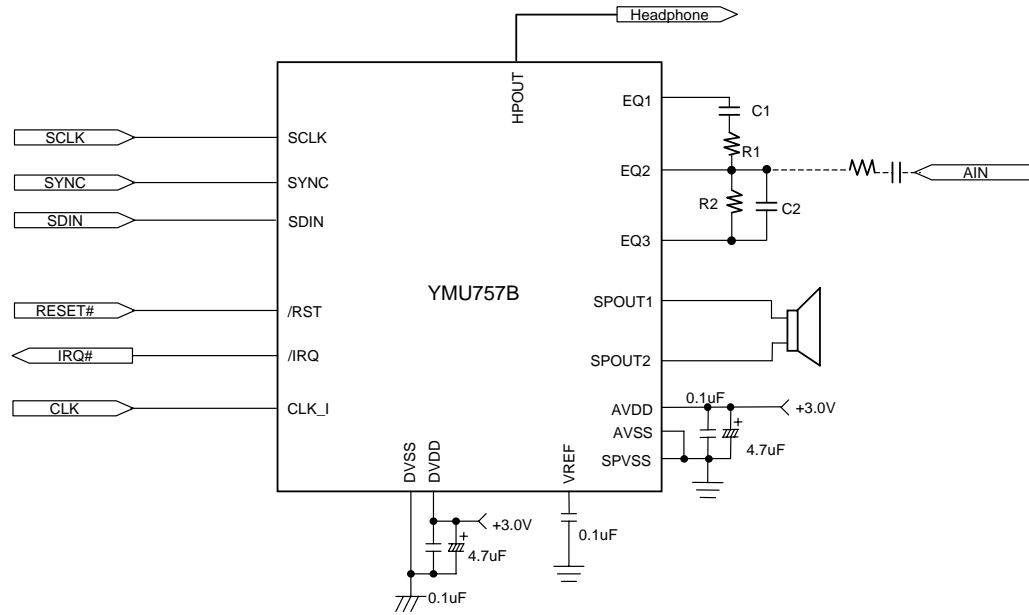 Headphone
HPOUT
EQ1
C1
SCLK
SCLK
R1
EQ2
AIN
SYNC
SYNC
R2
C2
SDIN
SDIN
EQ3
YMU757B
SPOUT1
RESET#
/RST
IRQ#
/IRQ
SPOUT2
CLK
CLK_I
0.1uF
AVDD
+3.0V
AVSS
+
4.7uF
SPVSS
DVSS
DVDD
VREF
+3.0V
+
4.7uF
0.1uF
0.1uF